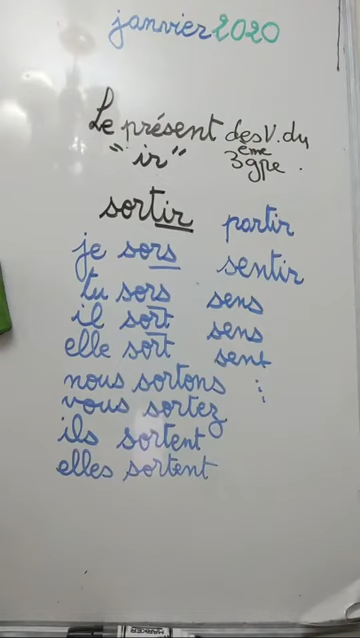 janvier 2020
Le présent des V. du
"ir" 3ème gpe.
sortir partir
je sors sentir
tu sors sens
il sort sens
elle sort sent
nous sortons :
vous sortez :
ils sortent
elles sortent
MARKER